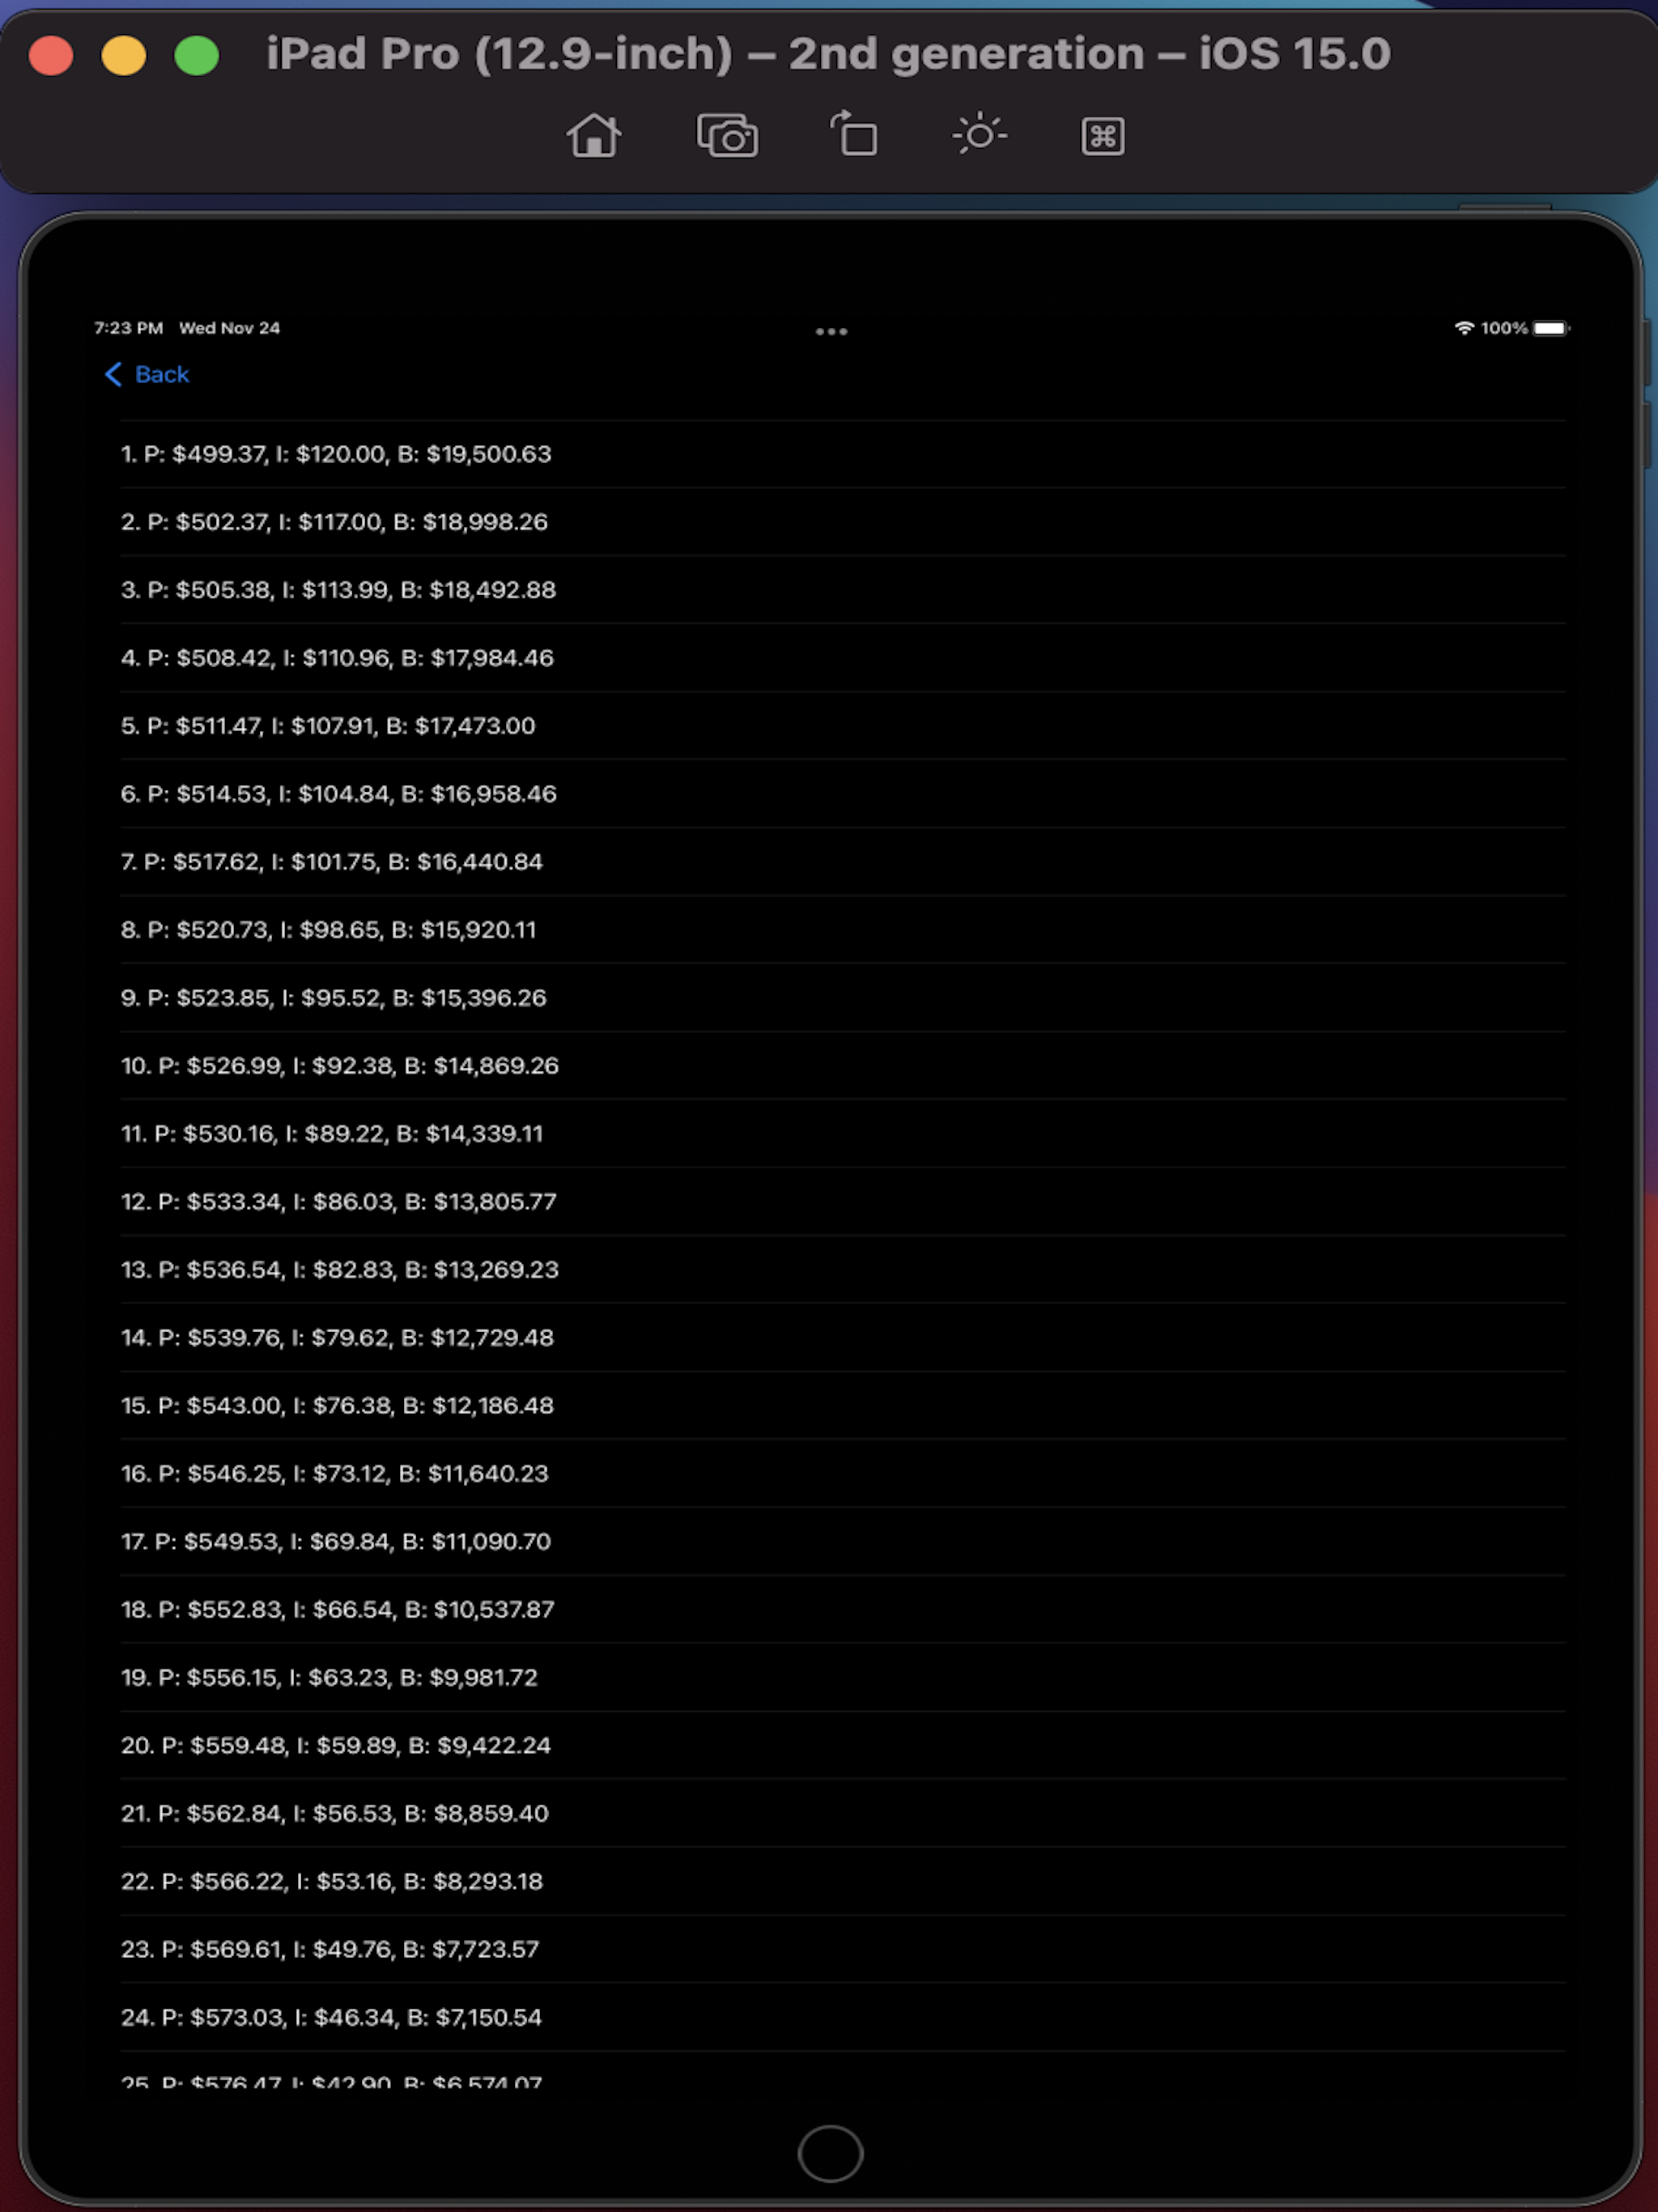 iPad Pro (12.9-inch) – 2nd generation – iOS 15.0
7:23 PM Wed Nov 24
100%
Back
1. P: $499.37, I: $120.00, B: $19,500.63
2. P: $502.37, I: $117.00, B: $18,998.26
3. P: $505.38, I: $113.99, B: $18,492.88
4. P: $508.42, I: $110.96, B: $17,984.46
5. P: $511.47, I: $107.91, B: $17,473.00
6. P: $514.53, I: $104.84, B: $16,958.46
7. P: $517.62, I: $101.75, B: $16,440.84
8. P: $520.73, I: $98.65, B: $15,920.11
9. P: $523.85, I: $95.52, B: $15,396.26
10. P: $526.99, I: $92.38, B: $14,869.26
11. P: $530.16, I: $89.22, B: $14,339.11
12. P: $533.34, I: $86.03, B: $13,805.77
13. P: $536.54, I: $82.83, B: $13,269.23
14. P: $539.76, I: $79.62, B: $12,729.48
15. P: $543.00, I: $76.38, B: $12,186.48
16. P: $546.25, I: $73.12, B: $11,640.23
17. P: $549.53, I: $69.84, B: $11,090.70
18. P: $552.83, I: $66.54, B: $10,537.87
19. P: $556.15, I: $63.23, B: $9,981.72
20. P: $559.48, I: $59.89, B: $9,422.24
21. P: $562.84, I: $56.53, B: $8,859.40
22. P: $566.22, I: $53.16, B: $8,293.18
23. P: $569.61, I: $49.76, B: $7,723.57
24. P: $573.03, I: $46.34, B: $7,150.54
25. P: $576.47, I: $42.90, B: $6,574.07